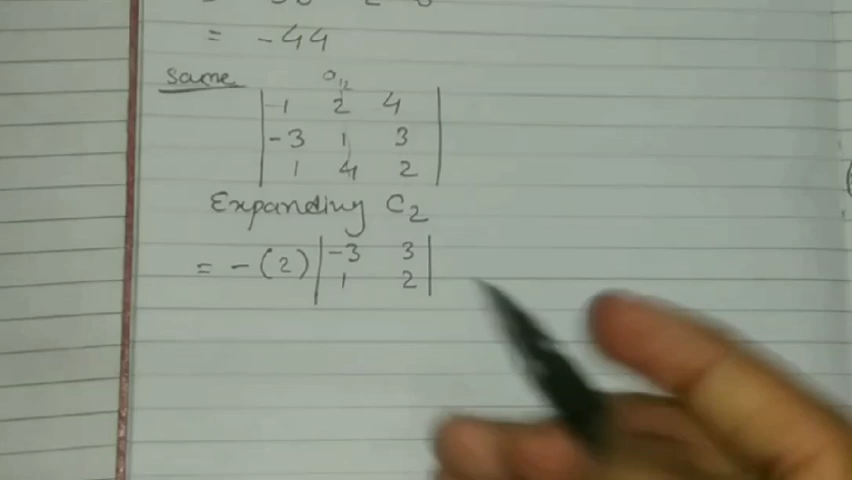 = -44
Same a12
-1 2 4
-3 1 3
1 4 2
Expanding C2
= -(2) | -3 3 |
1 2